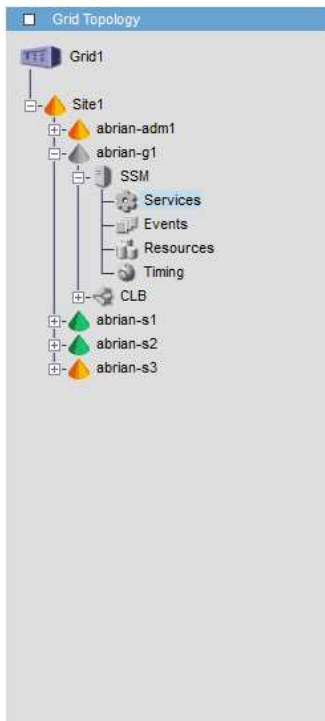 Grid Topology
Grid1
Site1
abrian-adm1
abrian-g1
SSM
Services
Events
Resources
Timing
CLB
abrian-s1
abrian-s2
abrian-s3